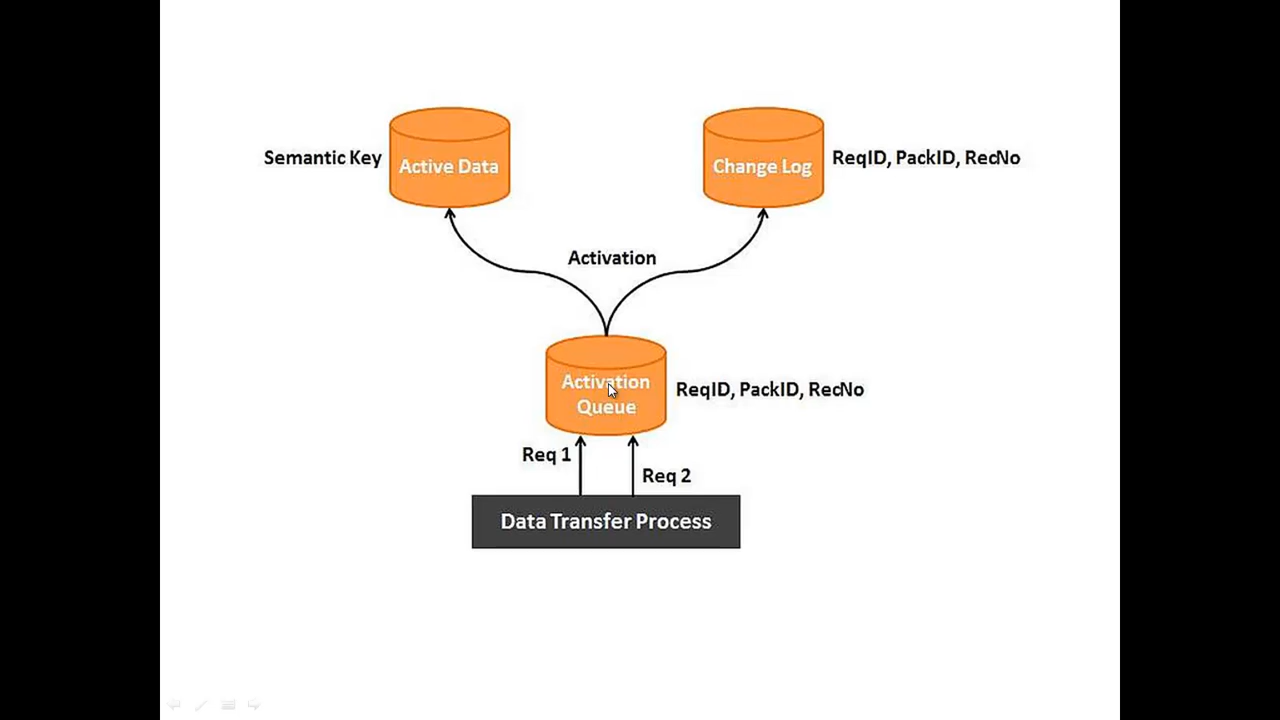 Semantic Key
Active Data
Change Log
ReqID, PackID, RecNo
Activation
Activation
Queue
ReqID, PackID, RecNo
Req 1
Req 2
Data Transfer Process